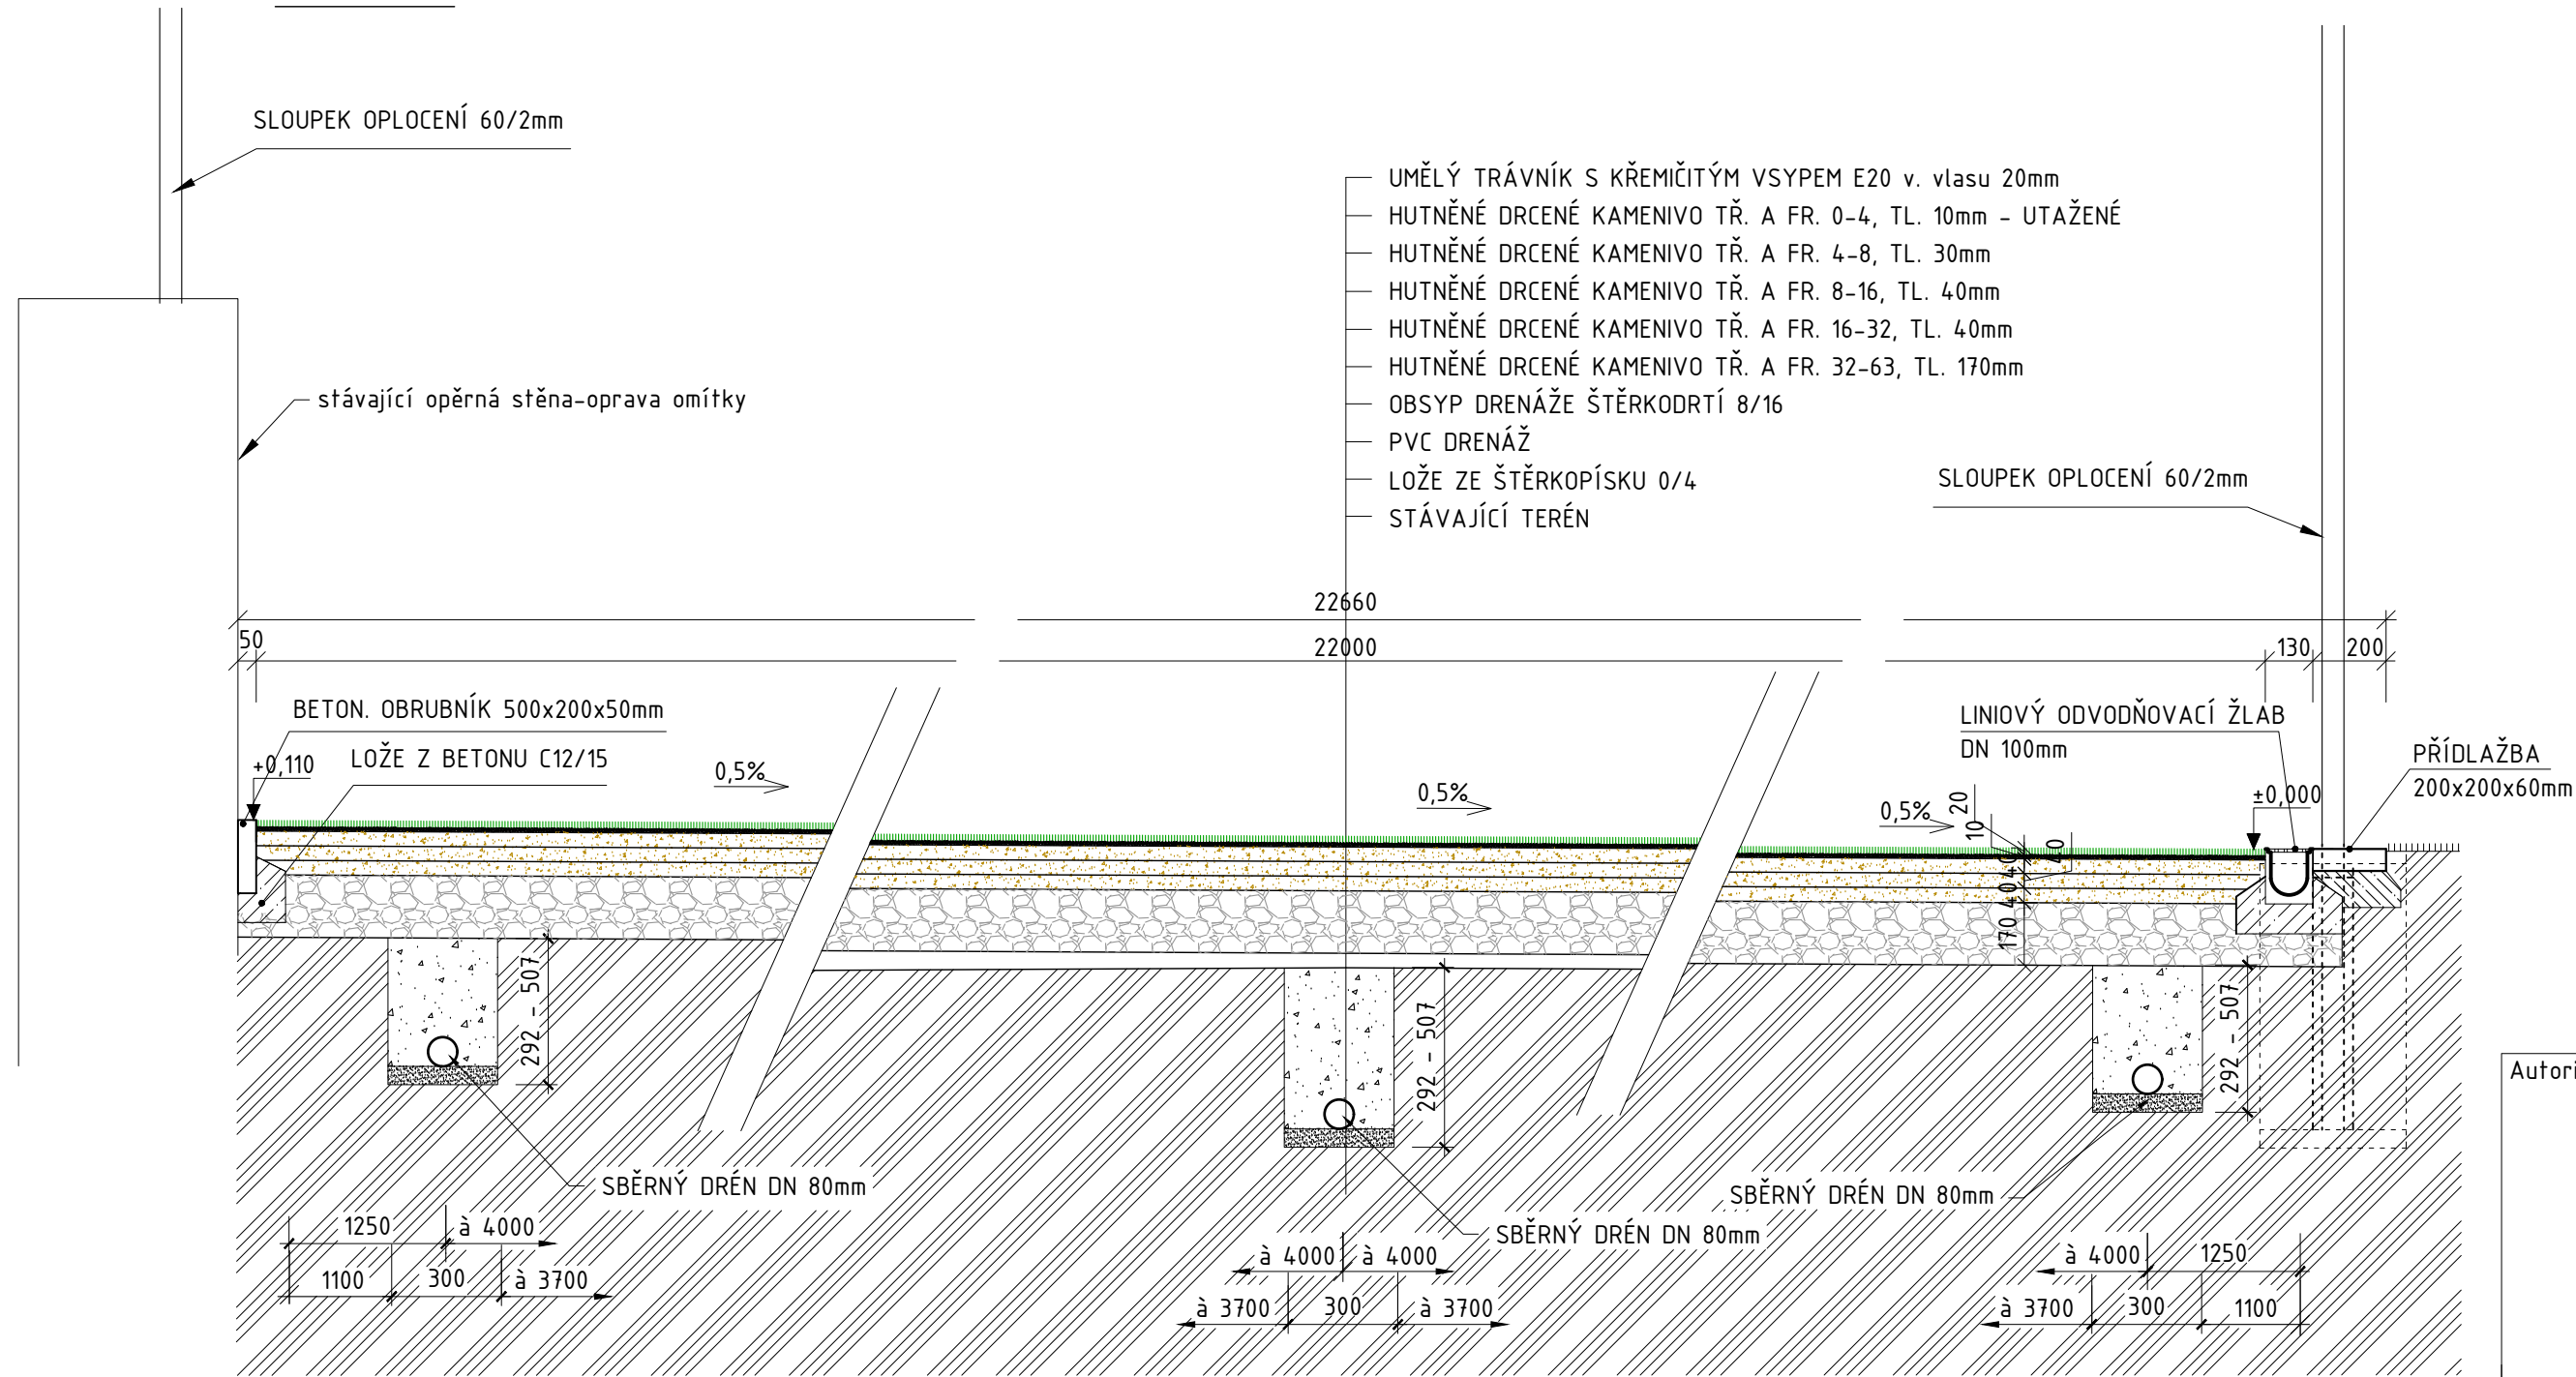 SLOUPEK OPLOCENÍ 60/2mm
UMĚLÝ TRÁVNÍK S KŘEMIČITÝM VSYPEM E20 v. vlasu 20mm
HUTNĚNÉ DRCENÉ KAMENIVO TŘ. A FR. 0-4, TL. 10mm - UTAŽENÉ
HUTNĚNÉ DRCENÉ KAMENIVO TŘ. A FR. 4-8, TL. 30mm
HUTNĚNÉ DRCENÉ KAMENIVO TŘ. A FR. 8-16, TL. 40mm
HUTNĚNÉ DRCENÉ KAMENIVO TŘ. A FR. 16-32, TL. 40mm
HUTNĚNÉ DRCENÉ KAMENIVO TŘ. A FR. 32-63, TL. 170mm
OBSYP DRENÁŽE ŠTĚRKODRTÍ 8/16
PVC DRENÁŽ
LOŽE ZE ŠTĚRKOPÍSKU 0/4
STÁVAJÍCÍ TERÉN
stávající opěrná stěna-oprava omítky
SLOUPEK OPLOCENÍ 60/2mm
22660
50
22000
130
200
BETON. OBRUBNÍK 500x200x50mm
LOŽE Z BETONU C12/15
+0,110
0,5%
0,5%
0,5%
LINIOVÝ ODVODŇOVACÍ ŽLAB
DN 100mm
±0,000
PŘÍDLAŽBA
200x200x60mm
20
10
40
40
40
170
292 - 507
292 - 507
292 - 507
Autori
SBĚRNÝ DRÉN DN 80mm
SBĚRNÝ DRÉN DN 80mm
SBĚRNÝ DRÉN DN 80mm
1250
à 4000
1100
300
à 3700
à 4000
à 4000
à 3700
300
à 3700
à 4000
1250
à 3700
300
1100